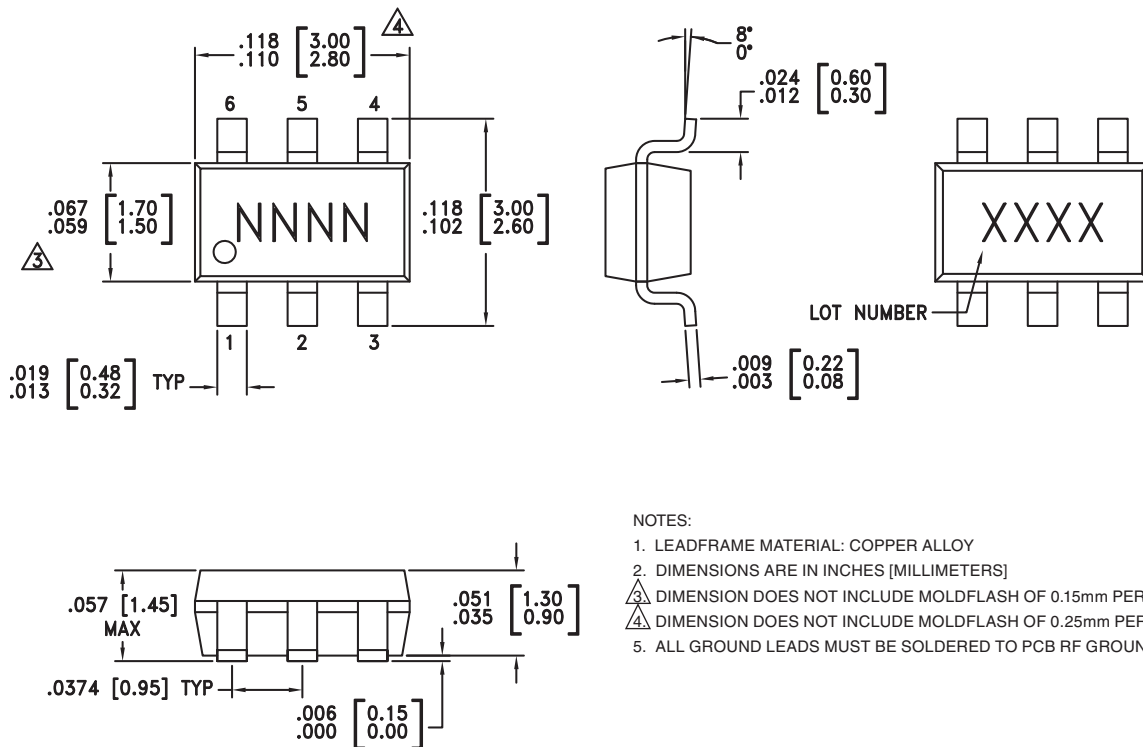 .118 [3.00]
.110 [2.80]
4
6 5 4
.067 [1.70]
.059 [1.50]
3
NNNN
.118 [3.00]
.102 [2.60]
1 2 3
.019 [0.48]
.013 [0.32] TYP
8°
0°
.024 [0.60]
.012 [0.30]
.009 [0.22]
.003 [0.08]
XXXX
LOT NUMBER
.057 [1.45]
MAX
.051 [1.30]
.035 [0.90]
.0374 [0.95] TYP
.006 [0.15]
.000 [0.00]
NOTES:
1. LEADFRAME MATERIAL: COPPER ALLOY
2. DIMENSIONS ARE IN INCHES [MILLIMETERS]
3. DIMENSION DOES NOT INCLUDE MOLDFLASH OF 0.15mm PER
4. DIMENSION DOES NOT INCLUDE MOLDFLASH OF 0.25mm PER
5. ALL GROUND LEADS MUST BE SOLDERED TO PCB RF